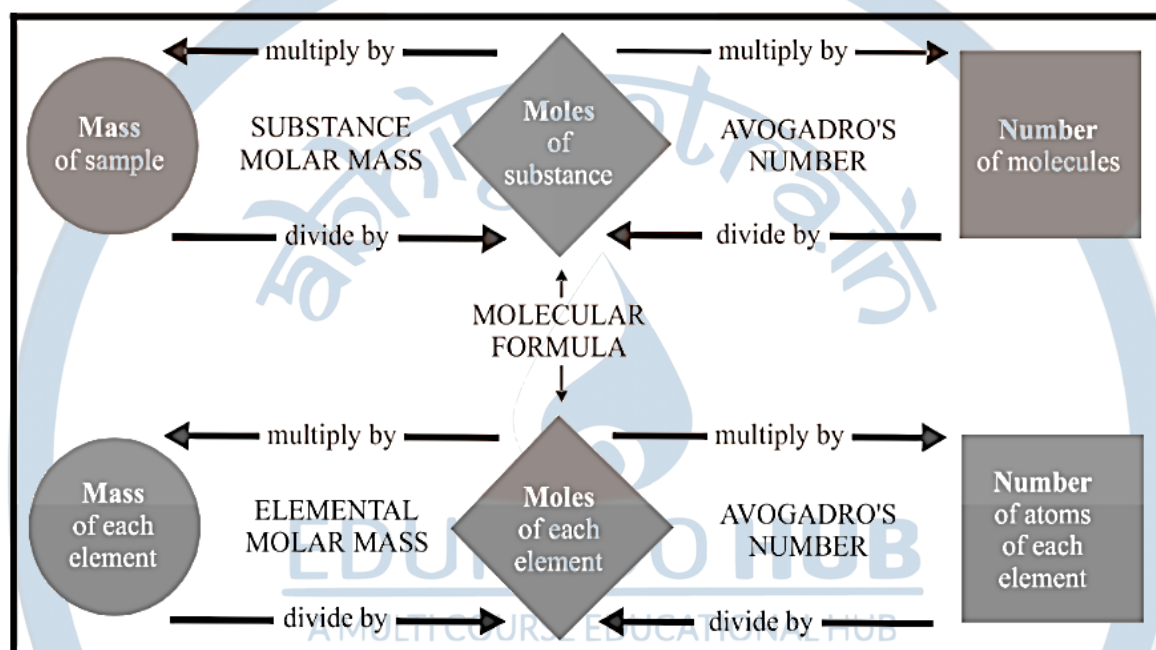 multiply by
multiply by
Mass
of sample
SUBSTANCE
MOLAR MASS
Moles
of
substance
AVOGADRO'S
NUMBER
Number
of molecules
divide by
divide by
MOLECULAR
FORMULA
multiply by
multiply by
Mass
of each
element
ELEMENTAL
MOLAR MASS
Moles
of each
element
AVOGADRO'S
NUMBER
Number
of atoms
of each
element
HUB
divide by
divide by
A MULTI COURSE EDUCATIONAL HUB